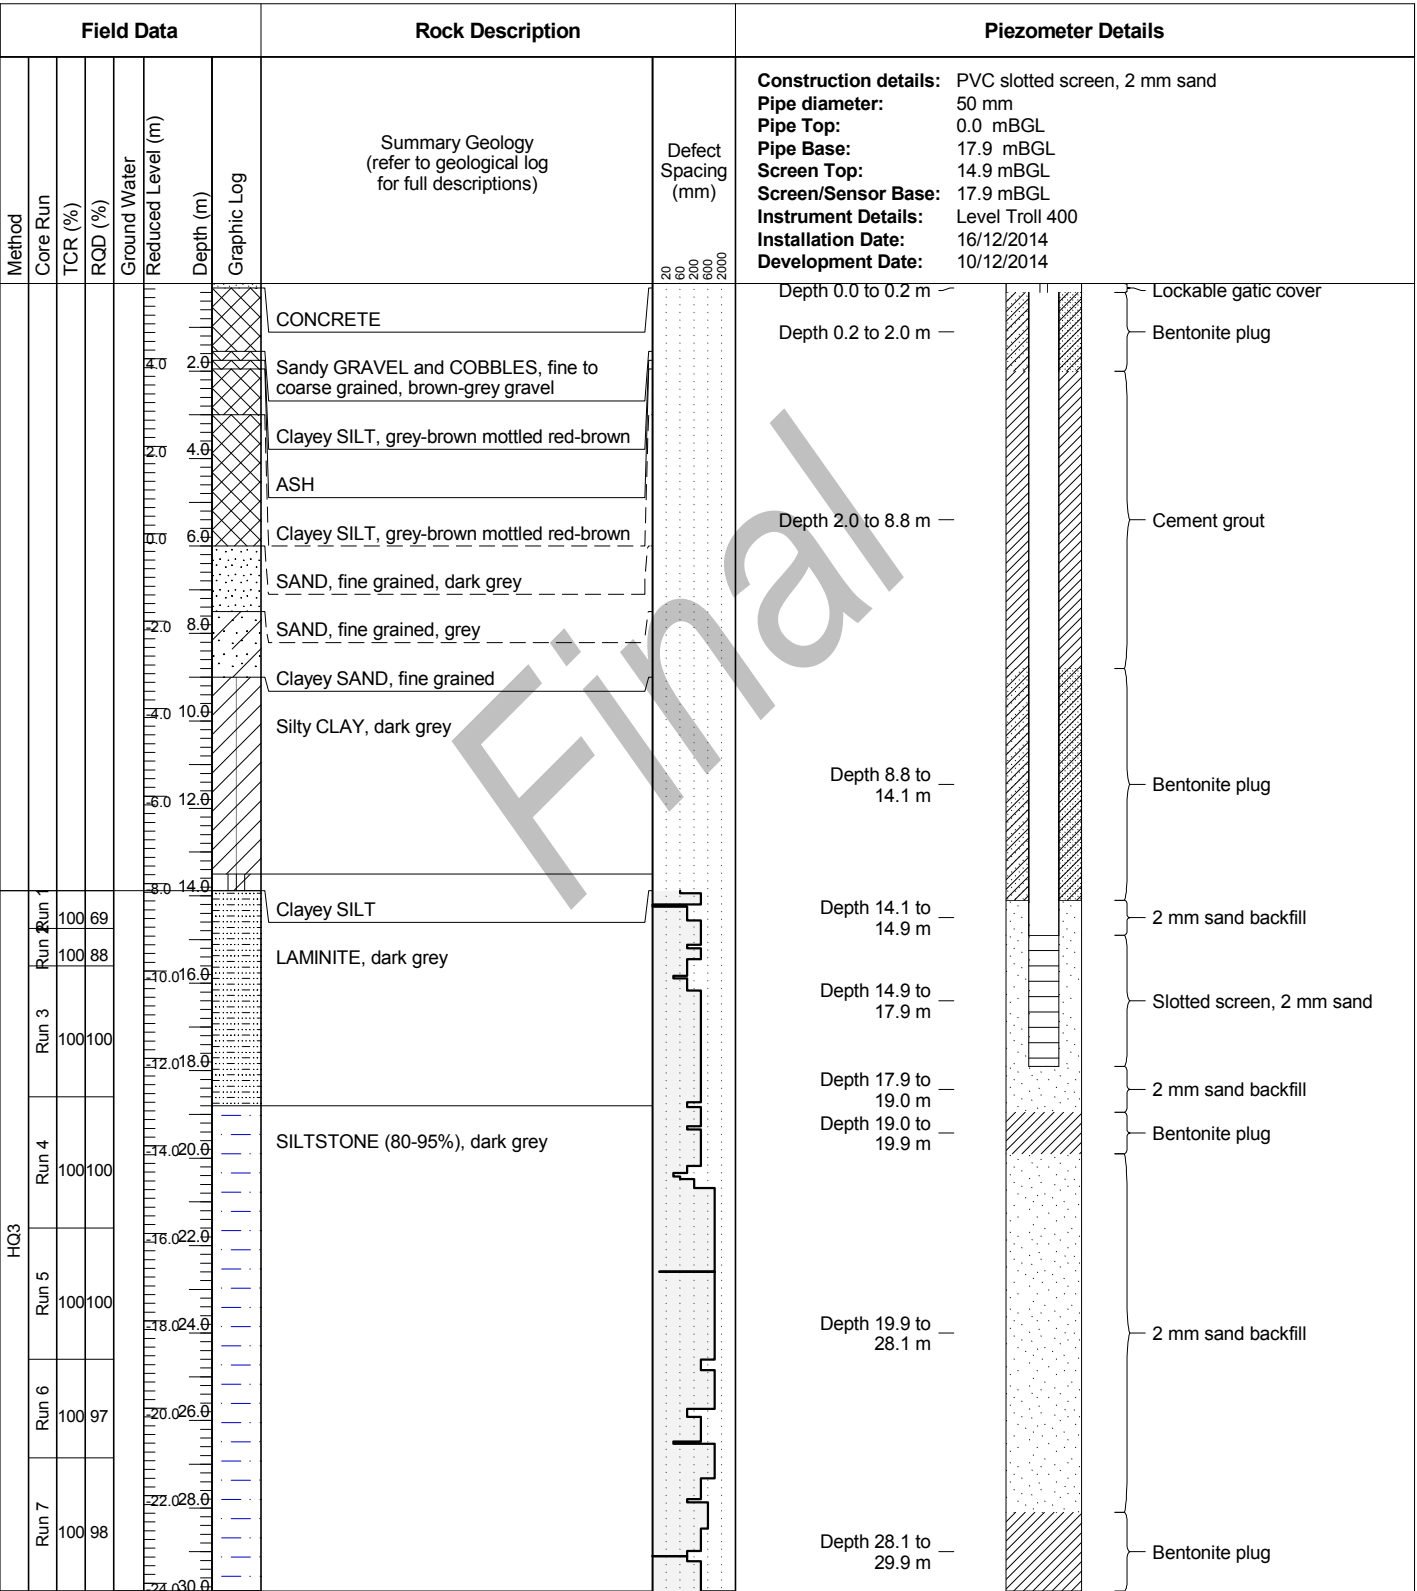 Field Data
Rock Description
Piezometer Details
Method
Core Run
TCR (%)
RQD (%)
Ground Water
Reduced Level (m)
Depth (m)
Graphic Log
Summary Geology
(refer to geological log
for full descriptions)
Defect
Spacing
(mm)
20
60
200
600
2000
Construction details: PVC slotted screen, 2 mm sand
Pipe diameter: 50 mm
Pipe Top: 0.0 mBGL
Pipe Base: 17.9 mBGL
Screen Top: 14.9 mBGL
Screen/Sensor Base: 17.9 mBGL
Instrument Details: Level Troll 400
Installation Date: 16/12/2014
Development Date: 10/12/2014
HQ3
Run 1
100 69
Run 2
100 88
Run 3
100 100
Run 4
100 100
Run 5
100 100
Run 6
100 97
Run 7
100 98
4.0 2.0
2.0 4.0
0.0 6.0
-2.0 8.0
-4.0 10.0
-6.0 12.0
-8.0 14.0
-10.0 16.0
-12.0 18.0
-14.0 20.0
-16.0 22.0
-18.0 24.0
-20.0 26.0
-22.0 28.0
-24.0 30.0
CONCRETE
Sandy GRAVEL and COBBLES, fine to
coarse grained, brown-grey gravel
Clayey SILT, grey-brown mottled red-brown
ASH
Clayey SILT, grey-brown mottled red-brown
SAND, fine grained, dark grey
SAND, fine grained, grey
Clayey SAND, fine grained
Silty CLAY, dark grey
Clayey SILT
LAMINITE, dark grey
SILTSTONE (80-95%), dark grey
Final
Depth 0.0 to 0.2 m
Lockable gatic cover
Depth 0.2 to 2.0 m
Bentonite plug
Depth 2.0 to 8.8 m
Cement grout
Depth 8.8 to
14.1 m
Bentonite plug
Depth 14.1 to
14.9 m
2 mm sand backfill
Depth 14.9 to
17.9 m
Slotted screen, 2 mm sand
Depth 17.9 to
19.0 m
2 mm sand backfill
Depth 19.0 to
19.9 m
Bentonite plug
Depth 19.9 to
28.1 m
2 mm sand backfill
Depth 28.1 to
29.9 m
Bentonite plug